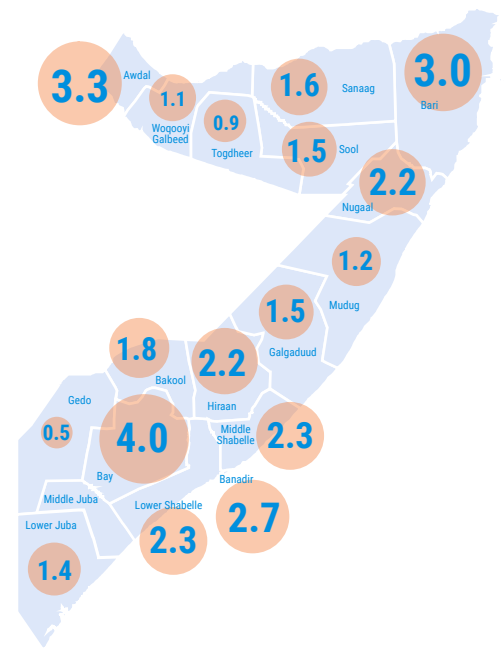 3.3
Awdal
1.1
Woqooyi
Galbeed
0.9
Togdheer
1.6
Sanaag
3.0
Bari
1.5
Sool
2.2
Nugaal
1.2
Mudug
1.5
Galgaduud
1.8
Bakool
2.2
Hiraan
Gedo
0.5
4.0
Bay
Middle
Shabelle
2.3
Banadir
2.7
Middle Juba
Lower Shabelle
2.3
Lower Juba
1.4